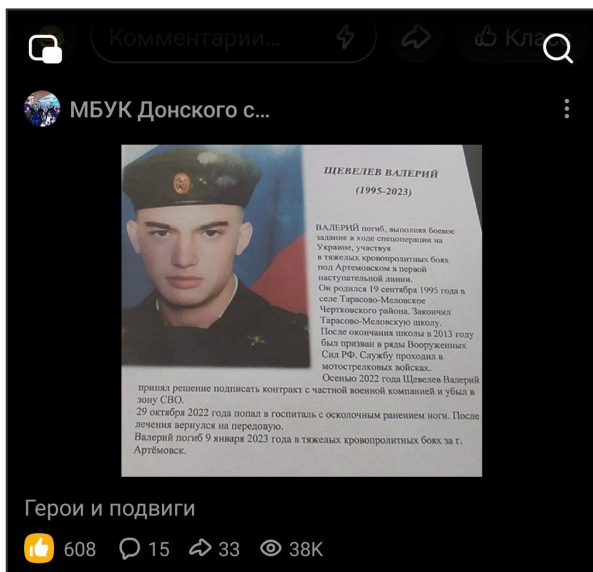 Комментарии...
Класс
МБУК Донского с...
ЩЕВЕЛЕВ ВАЛЕРИЙ
(1995-2023)
ВАЛЕРИЙ погиб, выполняя боевое
задание в ходе спецоперации на
Украине, участвуя
в тяжелых кровопролитных боях
под Артемовском в первой
наступательной линии.
Он родился 19 сентября 1995 года в
селе Тарасово-Меловское
Чертковского района. Закончил
Тарасово-Меловскую школу.
После окончания школы в 2013 году
был призван в ряды Вооруженных
Сил РФ. Службу проходил в
мотострелковых войсках.
Осенью 2022 года Щевелев Валерий
принял решение подписать контракт с частной военной компанией и убыл в
зону СВО.
29 октября 2022 года попал в госпиталь с осколочным ранением ноги. После
лечения вернулся на передовую.
Валерий погиб 9 января 2023 года в тяжелых кровопролитных боях за г.
Артёмовск.
Герои и подвиги
608 15 33 38K